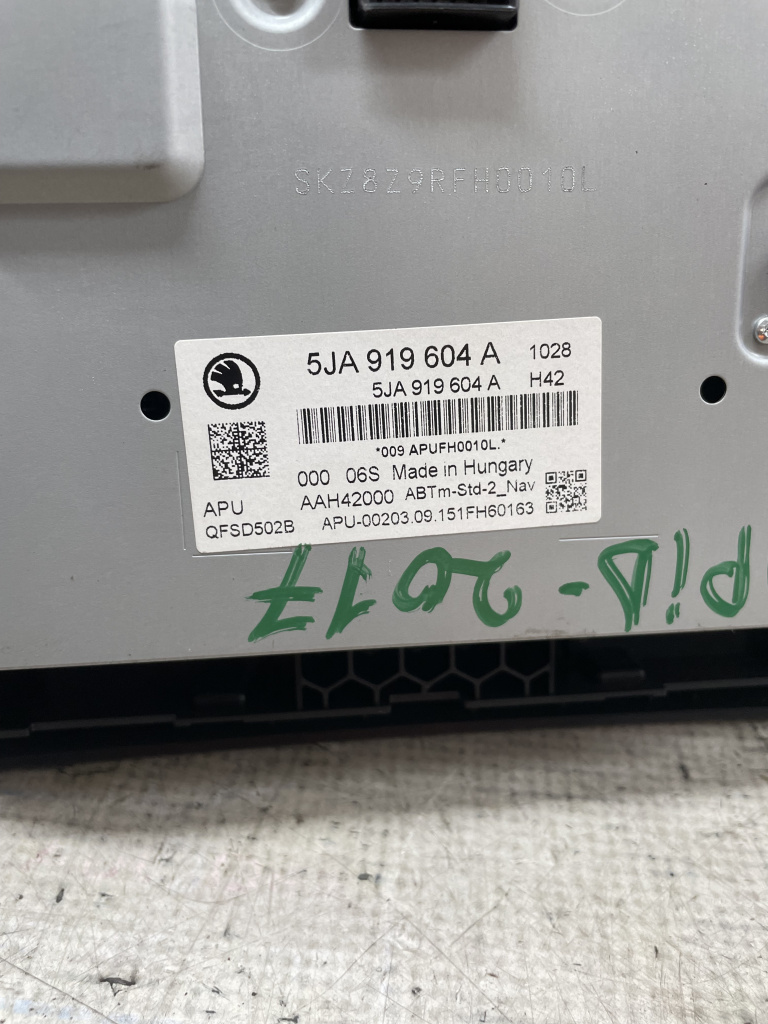 SKZ8Z9RFH0010L
5JA 919 604 A 1028
5JA 919 604 A H42
*009 APUFH0010L.*
000 06S Made in Hungary
APU AAH42000 ABTm-Std-2_Nav
QFSD502B APU-00203.09.151FH60163
PiD - 2017